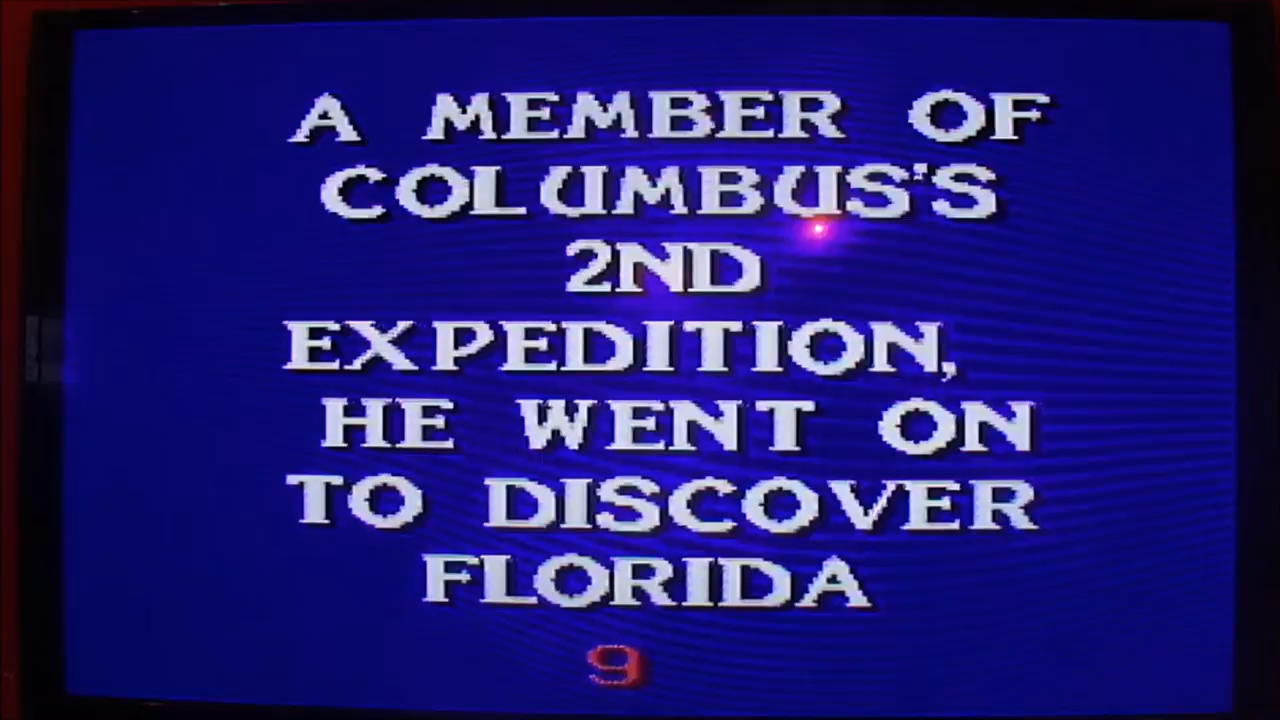 A MEMBER OF
COLUMBUS'S
2ND
EXPEDITION,
HE WENT ON
TO DISCOVER
FLORIDA
9